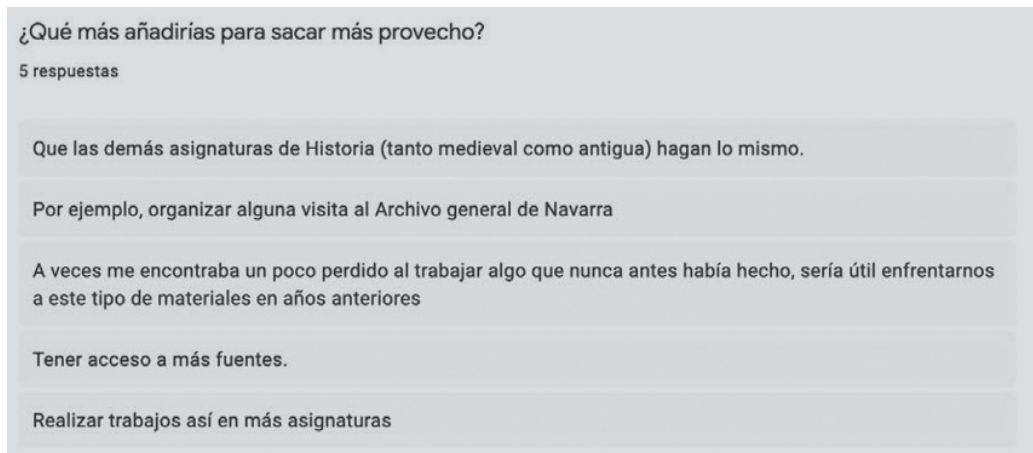 ¿Qué más añadirías para sacar más provecho?
5 respuestas
Que las demás asignaturas de Historia (tanto medieval como antigua) hagan lo mismo.
Por ejemplo, organizar alguna visita al Archivo general de Navarra
A veces me encontraba un poco perdido al trabajar algo que nunca antes había hecho, sería útil enfrentarnos
a este tipo de materiales en años anteriores
Tener acceso a más fuentes.
Realizar trabajos así en más asignaturas